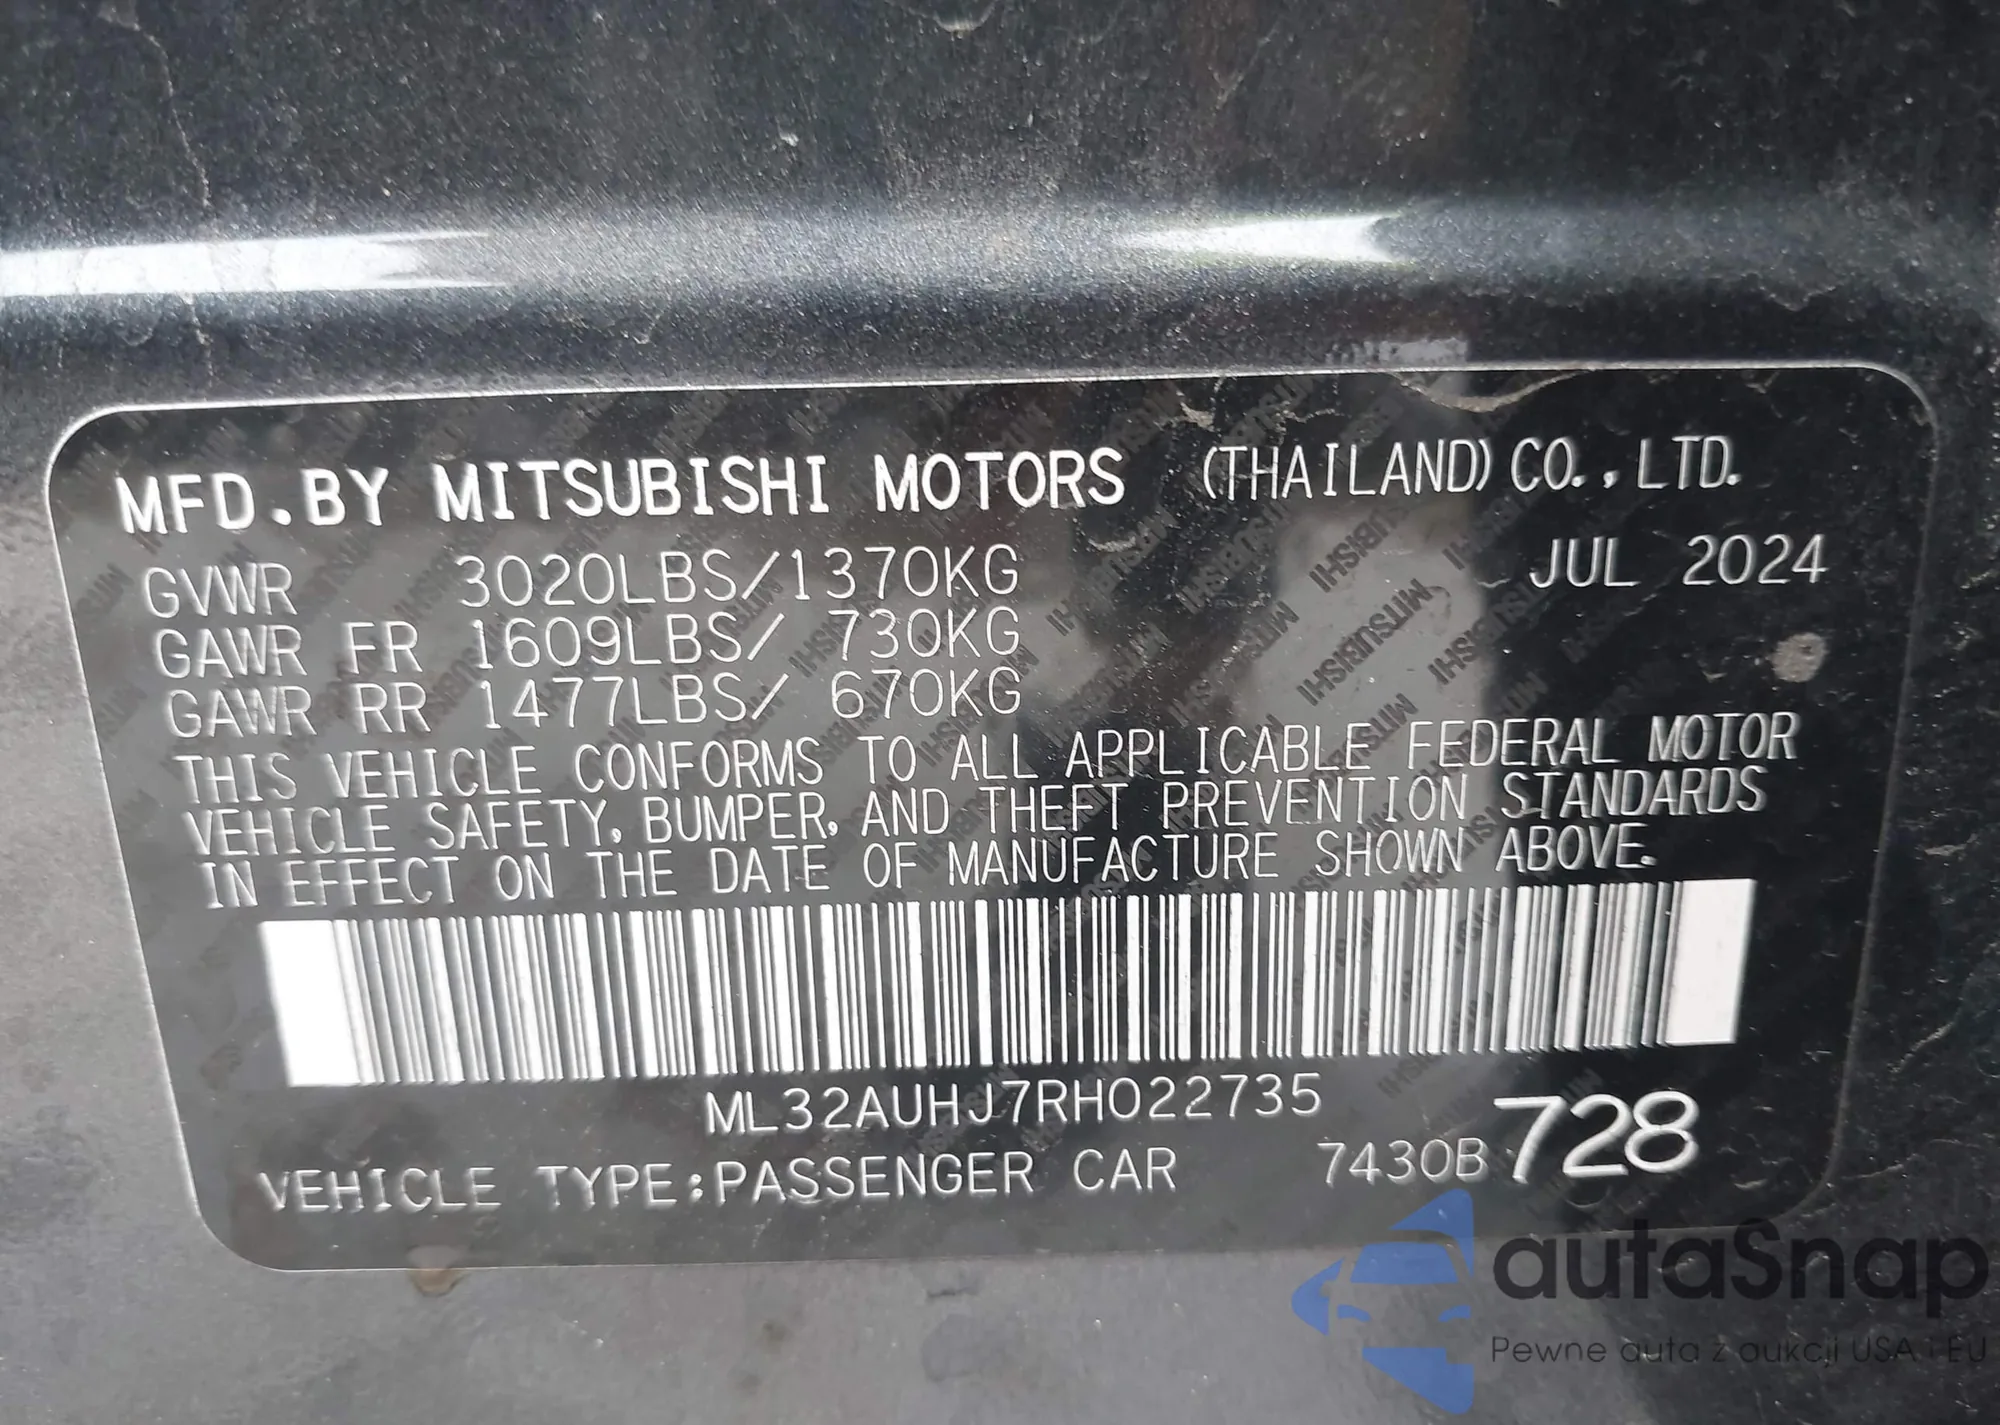 MFD.BY MITSUBISHI MOTORS (THAILAND) CO.,LTD.
GVWR 3020LBS/1370KG JUL 2024
GAWR FR 1609LBS/ 730KG
GAWR RR 1477LBS/ 670KG
THIS VEHICLE CONFORMS TO ALL APPLICABLE FEDERAL MOTOR
VEHICLE SAFETY, BUMPER, AND THEFT PREVENTION STANDARDS
IN EFFECT ON THE DATE OF MANUFACTURE SHOWN ABOVE.
ML32AUHJ7RH022735
VEHICLE TYPE:PASSENGER CAR 7430B 728
autaSnap
Pewne auta z aukcji USA i EU